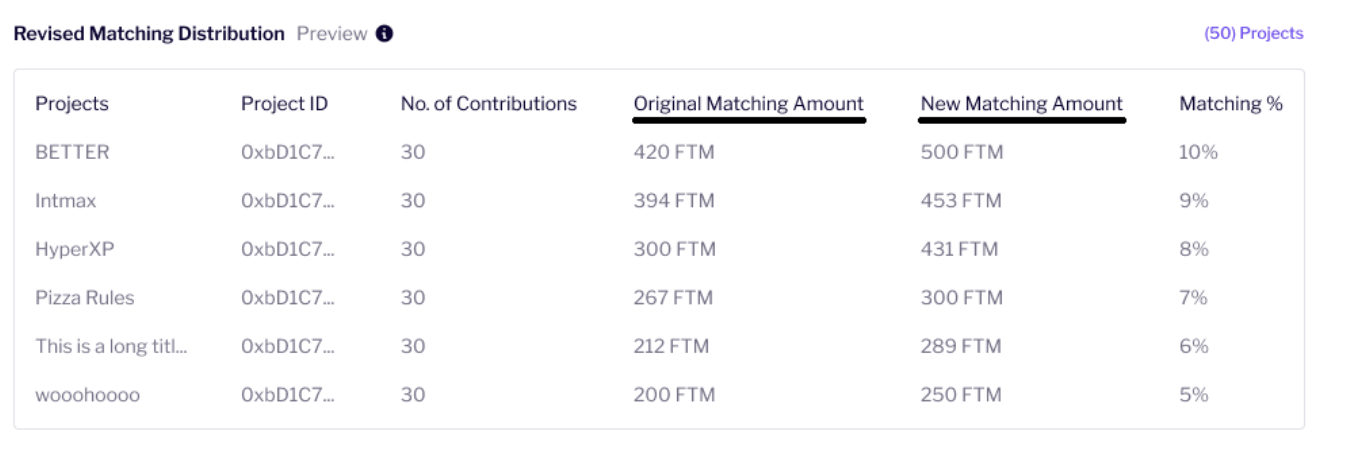 Revised Matching Distribution Preview (50) Projects
Projects Project ID No. of Contributions Original Matching Amount New Matching Amount Matching %
BETTER 0xbD1C7... 30 420 FTM 500 FTM 10%
Intmax 0xbD1C7... 30 394 FTM 453 FTM 9%
HyperXP 0xbD1C7... 30 300 FTM 431 FTM 8%
Pizza Rules 0xbD1C7... 30 267 FTM 300 FTM 7%
This is a long titl... 0xbD1C7... 30 212 FTM 289 FTM 6%
wooohoooo 0xbD1C7... 30 200 FTM 250 FTM 5%